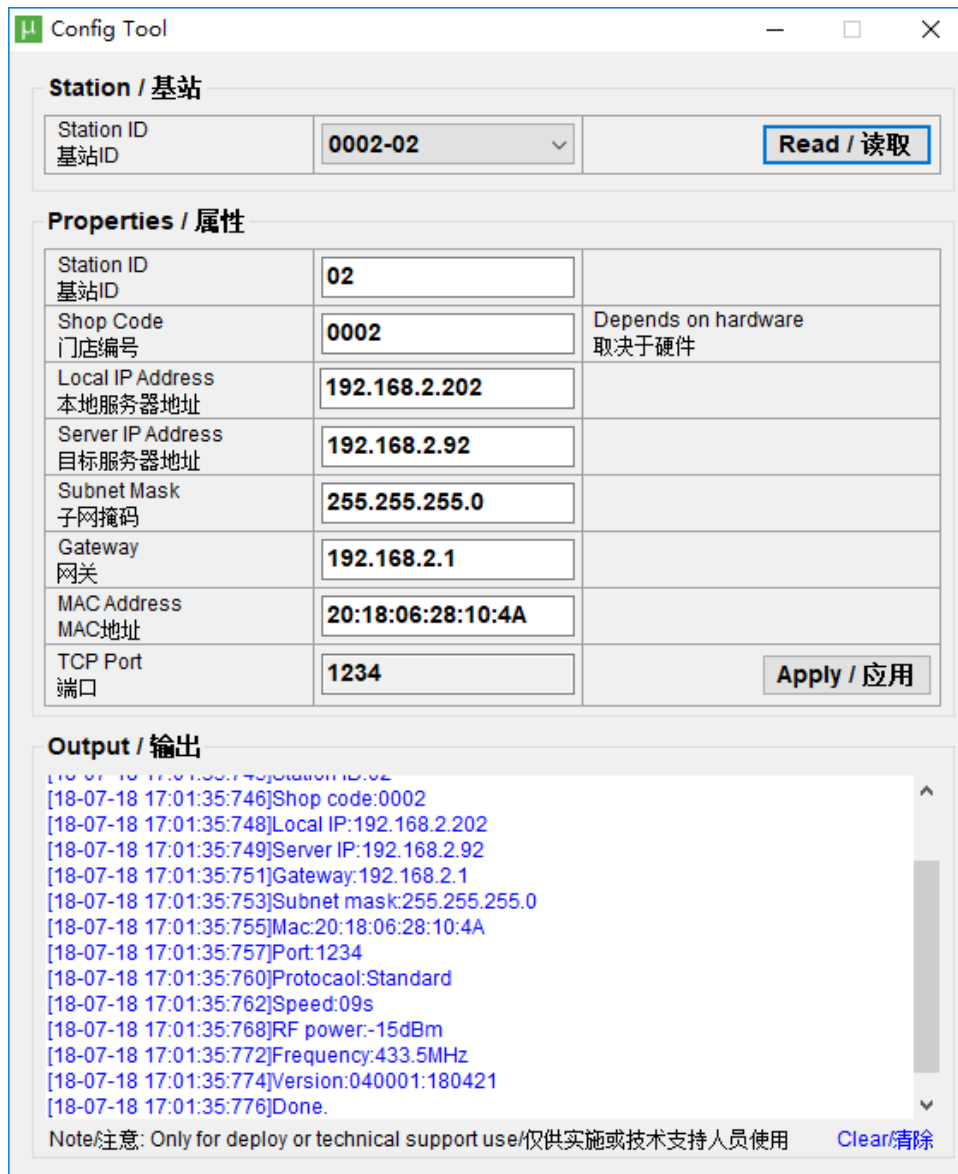 µ Config Tool
Station / 基站
Station ID
基站ID
0002-02
Read / 读取
Properties / 属性
Station ID
基站ID
02
Shop Code
门店编号
0002
Depends on hardware
取决于硬件
Local IP Address
本地服务器地址
192.168.2.202
Server IP Address
目标服务器地址
192.168.2.92
Subnet Mask
子网掩码
255.255.255.0
Gateway
网关
192.168.2.1
MAC Address
MAC地址
20:18:06:28:10:4A
TCP Port
端口
1234
Apply / 应用
Output / 输出
[18-07-18 17:01:35:745]Station ID:02
[18-07-18 17:01:35:746]Shop code:0002
[18-07-18 17:01:35:748]Local IP:192.168.2.202
[18-07-18 17:01:35:749]Server IP:192.168.2.92
[18-07-18 17:01:35:751]Gateway:192.168.2.1
[18-07-18 17:01:35:753]Subnet mask:255.255.255.0
[18-07-18 17:01:35:755]Mac:20:18:06:28:10:4A
[18-07-18 17:01:35:757]Port:1234
[18-07-18 17:01:35:760]Protocaol:Standard
[18-07-18 17:01:35:762]Speed:09s
[18-07-18 17:01:35:768]RF power:-15dBm
[18-07-18 17:01:35:772]Frequency:433.5MHz
[18-07-18 17:01:35:774]Version:040001:180421
[18-07-18 17:01:35:776]Done.
Note/注意: Only for deploy or technical support use/仅供实施或技术支持人员使用
Clear/清除